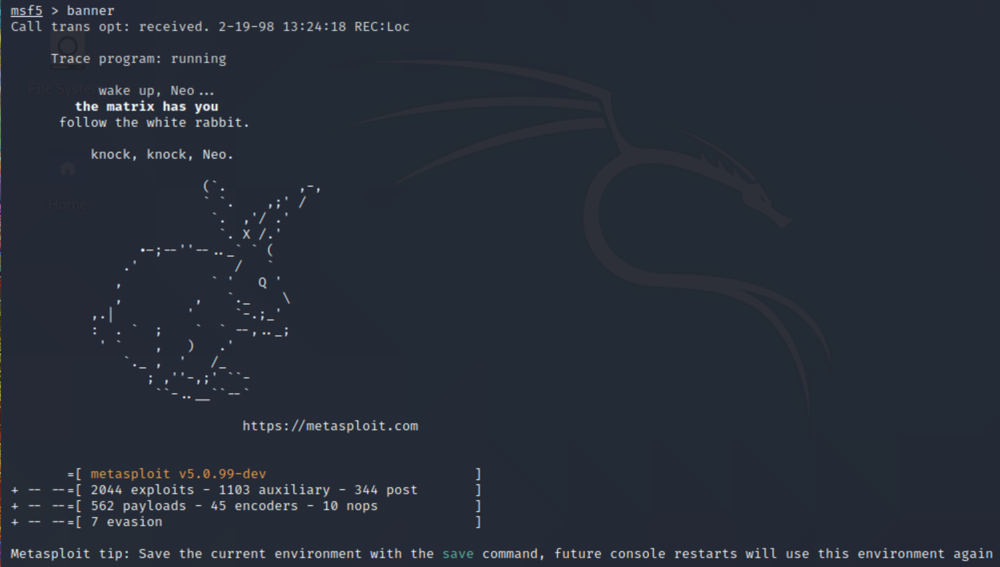 msf5 > banner
Call trans opt: received. 2-19-98 13:24:18 REC:Loc
Trace program: running
File System
wake up, Neo...
the matrix has you
follow the white rabbit.
knock, knock, Neo.
Home
                        (`.         ,-,
                        ` `.    ,;' /
                         `.  ,'/ .'
                          `. X /.'
                .-;--''--.._` ` (
              .'            /   `
             ,           ` '   Q '
             ,         ,   `._    \
          ,.|         '     `-.;_'
          :  . `  ;    `  ` --,.._;
           ' `    ,   )   .'
              `._ ,  '   /_
                 ; ,''-,;' ``-
                  ``-..__``--`
https://metasploit.com
=[ metasploit v5.0.99-dev                          ]
+ -- --=[ 2044 exploits - 1103 auxiliary - 344 post       ]
+ -- --=[ 562 payloads - 45 encoders - 10 nops            ]
+ -- --=[ 7 evasion                                       ]
Metasploit tip: Save the current environment with the save command, future console restarts will use this environment again